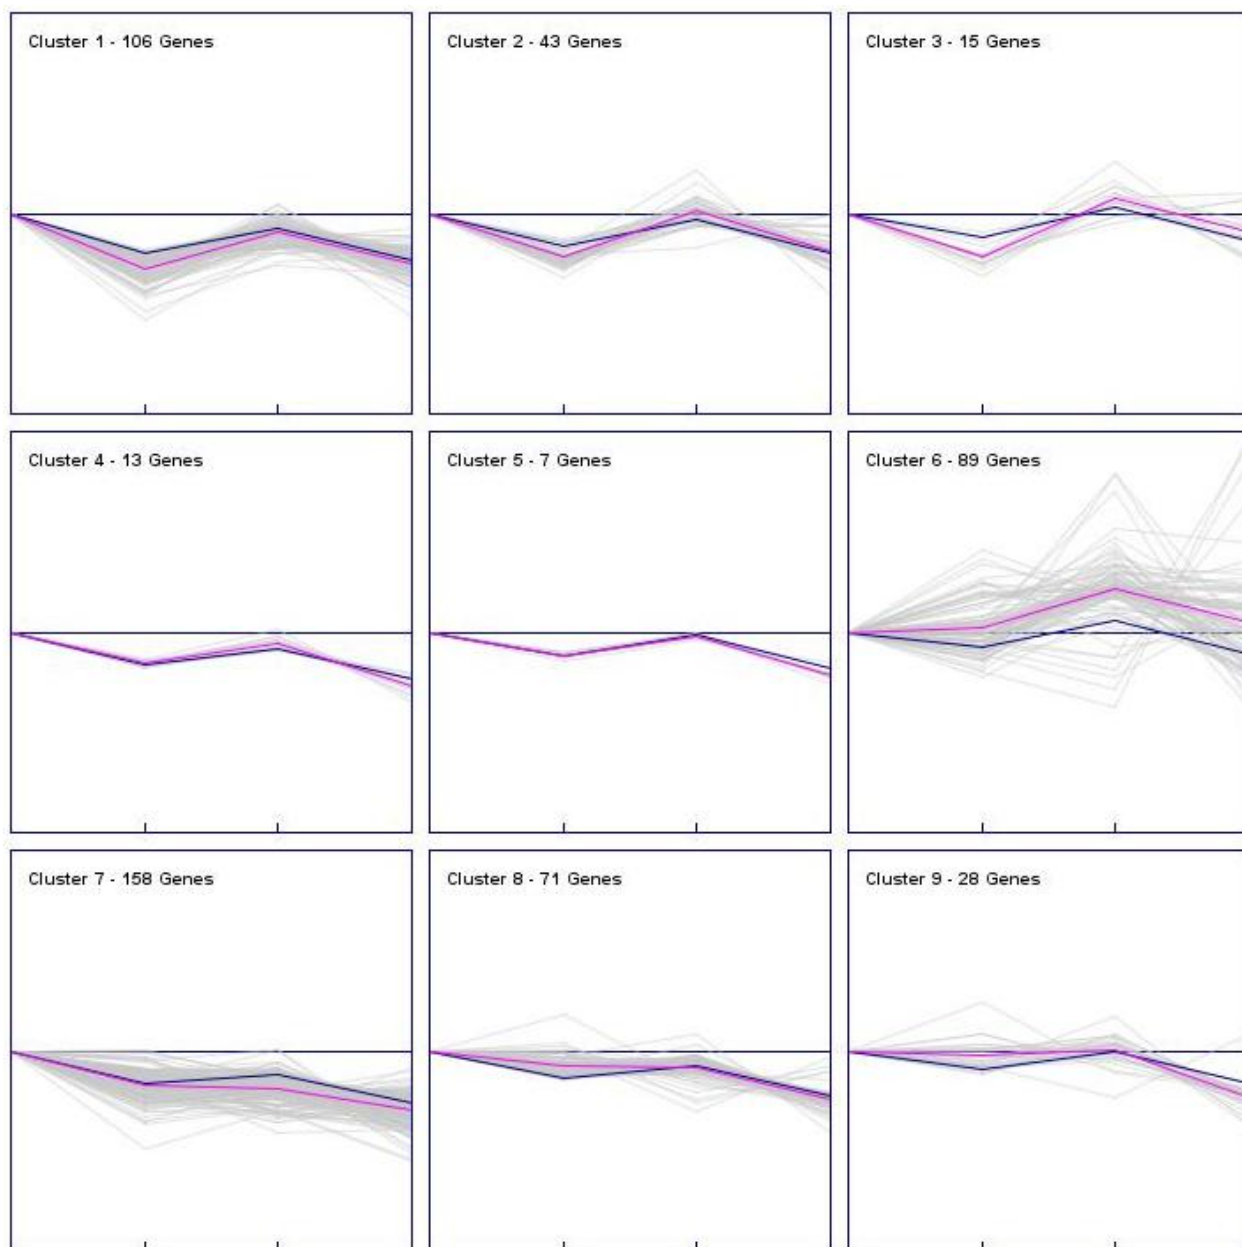 Cluster 1 - 106 Genes
Cluster 2 - 43 Genes
Cluster 3 - 15 Genes
Cluster 4 - 13 Genes
Cluster 5 - 7 Genes
Cluster 6 - 89 Genes
Cluster 7 - 158 Genes
Cluster 8 - 71 Genes
Cluster 9 - 28 Genes